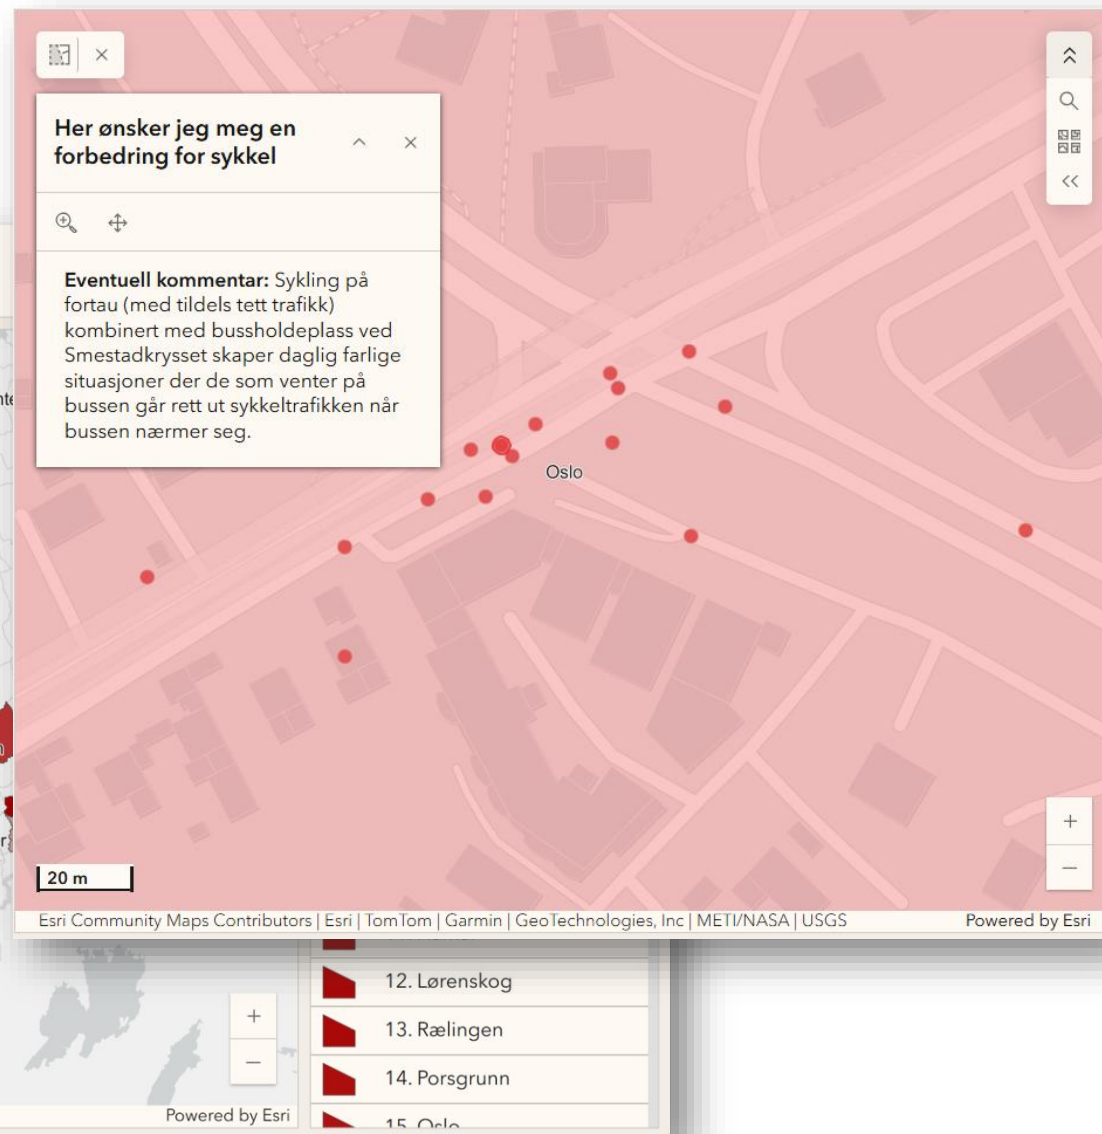 Her ønsker jeg meg en
forbedring for sykkel
Eventuell kommentar: Sykling på
fortau (med tildels tett trafikk)
kombinert med bussholdeplass ved
Smestadkrysset skaper daglig farlige
situasjoner der de som venter på
bussen går rett ut sykkeltrafikken når
bussen nærmer seg.
Oslo
20 m
Esri Community Maps Contributors | Esri | TomTom | Garmin | GeoTechnologies, Inc | METI/NASA | USGS
Powered by Esri
12. Lørenskog
13. Rælingen
14. Porsgrunn
15. Oslo
Powered by Esri